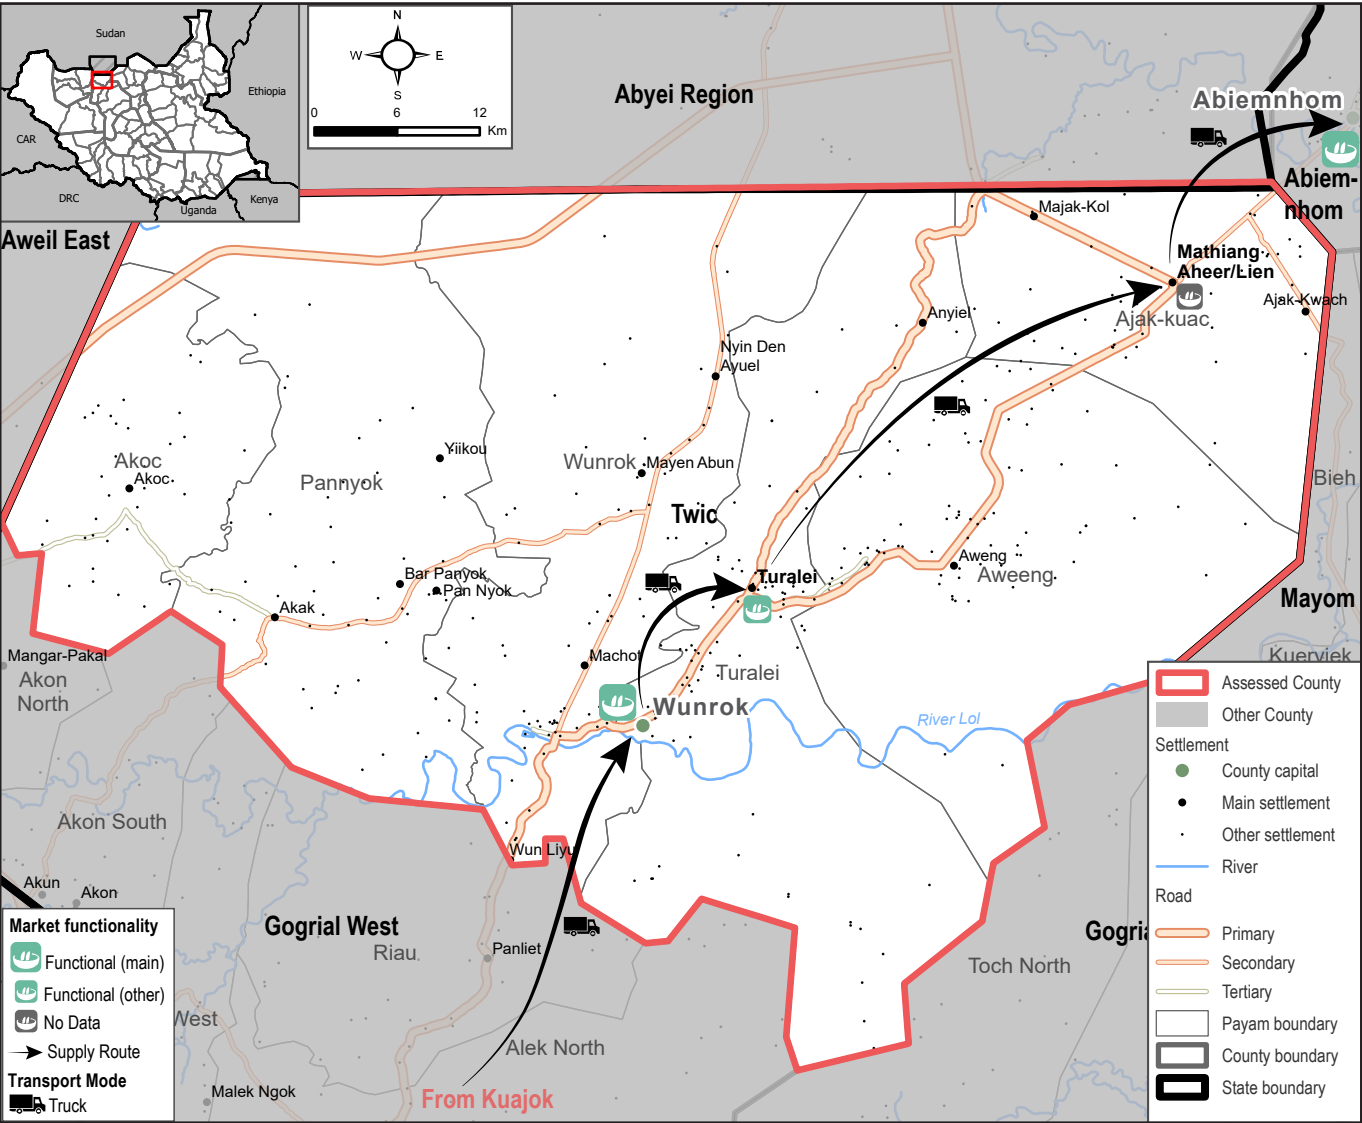 Sudan
Ethiopia
CAR
DRC
Uganda
Kenya
N
W E
S
0 6 12
Km
Abyei Region
Abiemnhom
Abiem-
nhom
Aweil East
Majak-Kol
Mathiang
Aheer/Lien
Ajak-Kwach
Ajak-kuac
Anyiel
Nyin Den
Ayuel
Yiikou
Akoc
Akoc
Pannyok
Wunrok
Mayen Abun
Bieh
Twic
Aweng
Aweeng
Bar Panyok
Pan Nyok
Turalei
Akak
Mayom
Machot
Mangar-Pakal
Akon
North
Kueryiek
Turalei
Wunrok
River Lol
Akon South
Wun Liyu
Akun
Akon
Gogrial West
Riau
Panliet
Gogria
Toch North
West
Alek North
Malek Ngok
From Kuajok
Market functionality
Functional (main)
Functional (other)
No Data
Supply Route
Transport Mode
Truck
Assessed County
Other County
Settlement
County capital
Main settlement
Other settlement
River
Road
Primary
Secondary
Tertiary
Payam boundary
County boundary
State boundary